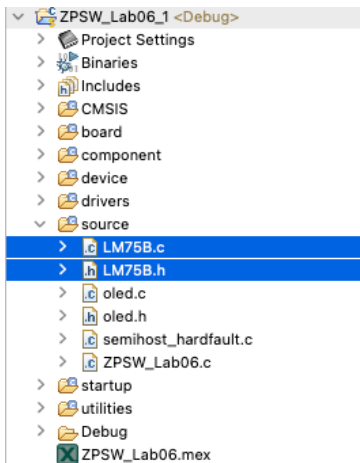 ZPSW_Lab06_1 <Debug>
Project Settings
Binaries
Includes
CMSIS
board
component
device
drivers
source
LM75B.c
LM75B.h
oled.c
oled.h
semihost_hardfault.c
ZPSW_Lab06.c
startup
utilities
Debug
ZPSW_Lab06.mex